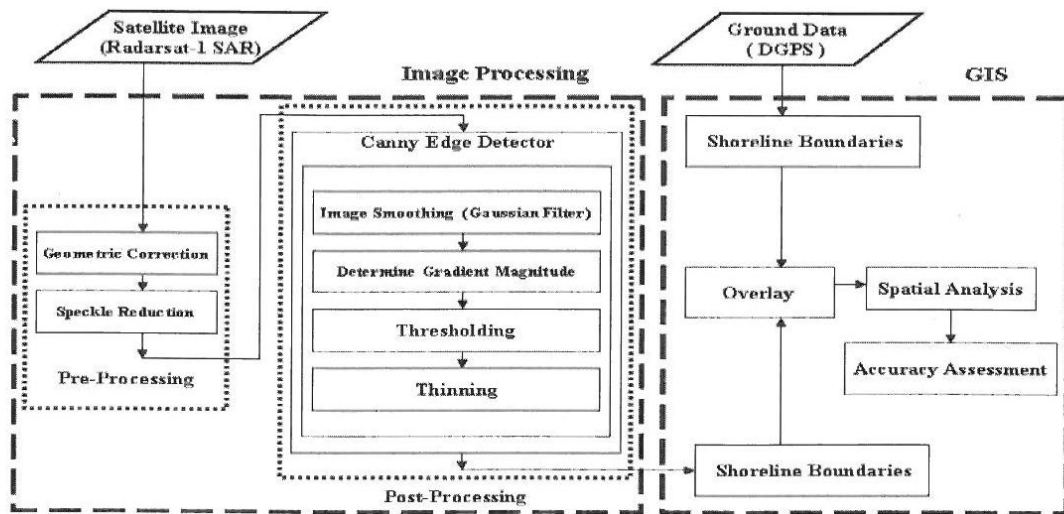 Satellite Image
(Radarsat-1 SAR)
Ground Data
( DGPS)
Image Processing
GIS
Canny Edge Detector
Image Smoothing (Gaussian Filter)
Determine Gradient Magnitude
Thresholding
Thinning
Geometric Correction
Speckle Reduction
Pre-Processing
Post-Processing
Shoreline Boundaries
Overlay
Spatial Analysis
Accuracy Assessment
Shoreline Boundaries